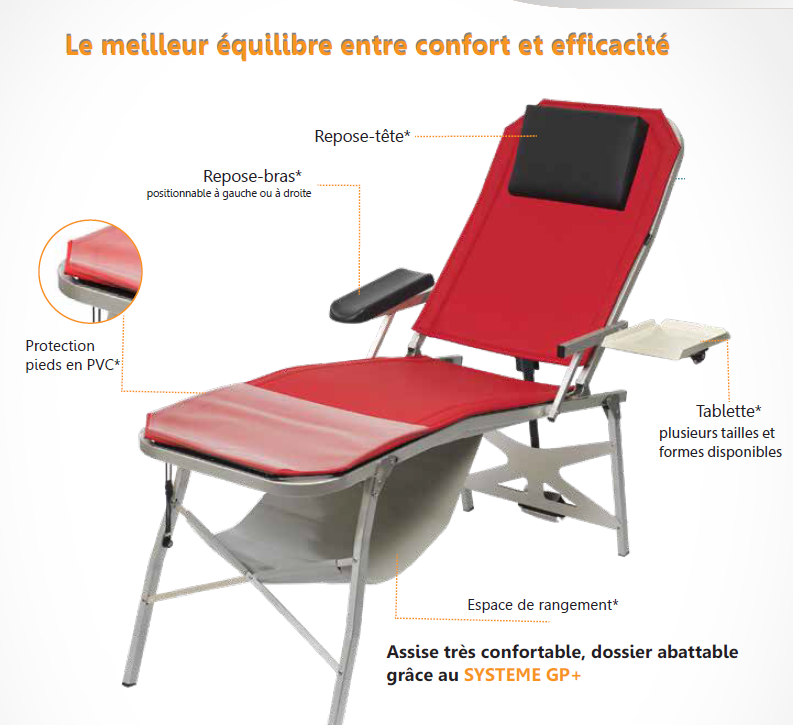 Le meilleur équilibre entre confort et efficacité
Repose-tête*
Repose-bras*
positionnable à gauche ou à droite
Protection
pieds en PVC*
Tablette*
plusieurs tailles et
formes disponibles
Espace de rangement*
Assise très confortable, dossier abattable
grâce au SYSTEME GP+